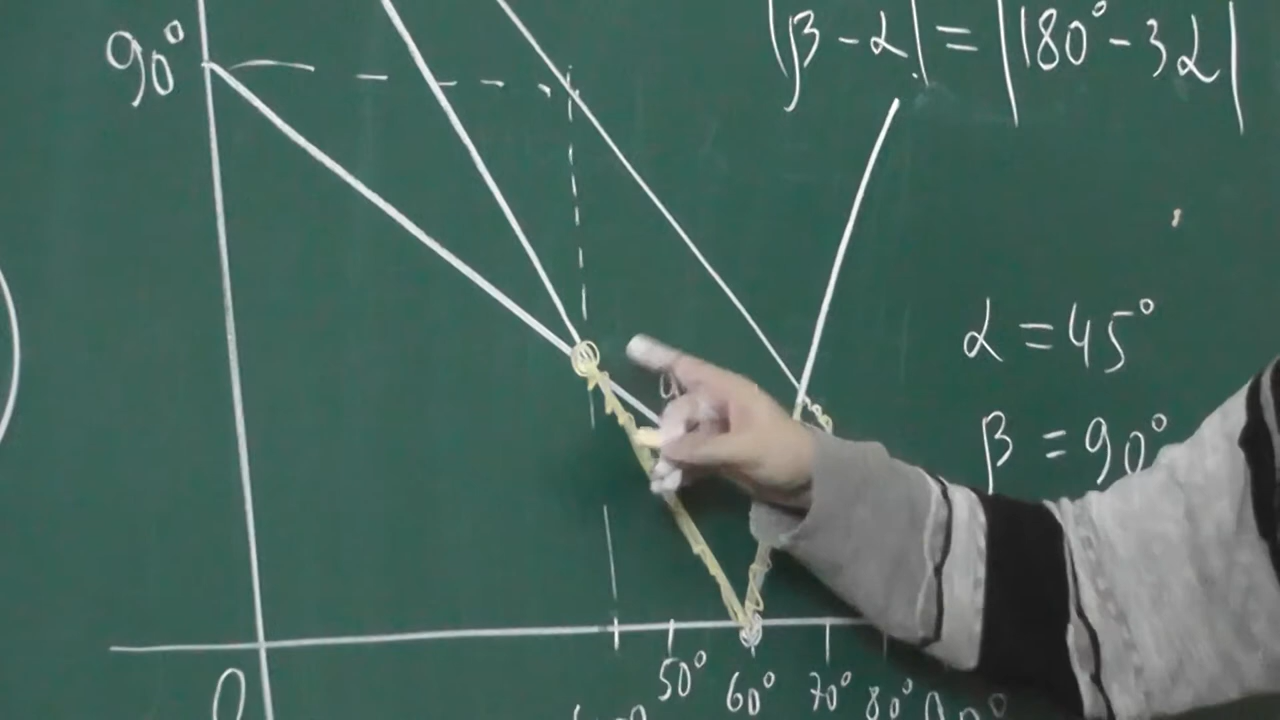 |β - α| = |180° - 3α|
90°
α = 45°
β = 90°
50° 60° 70° 80°
0